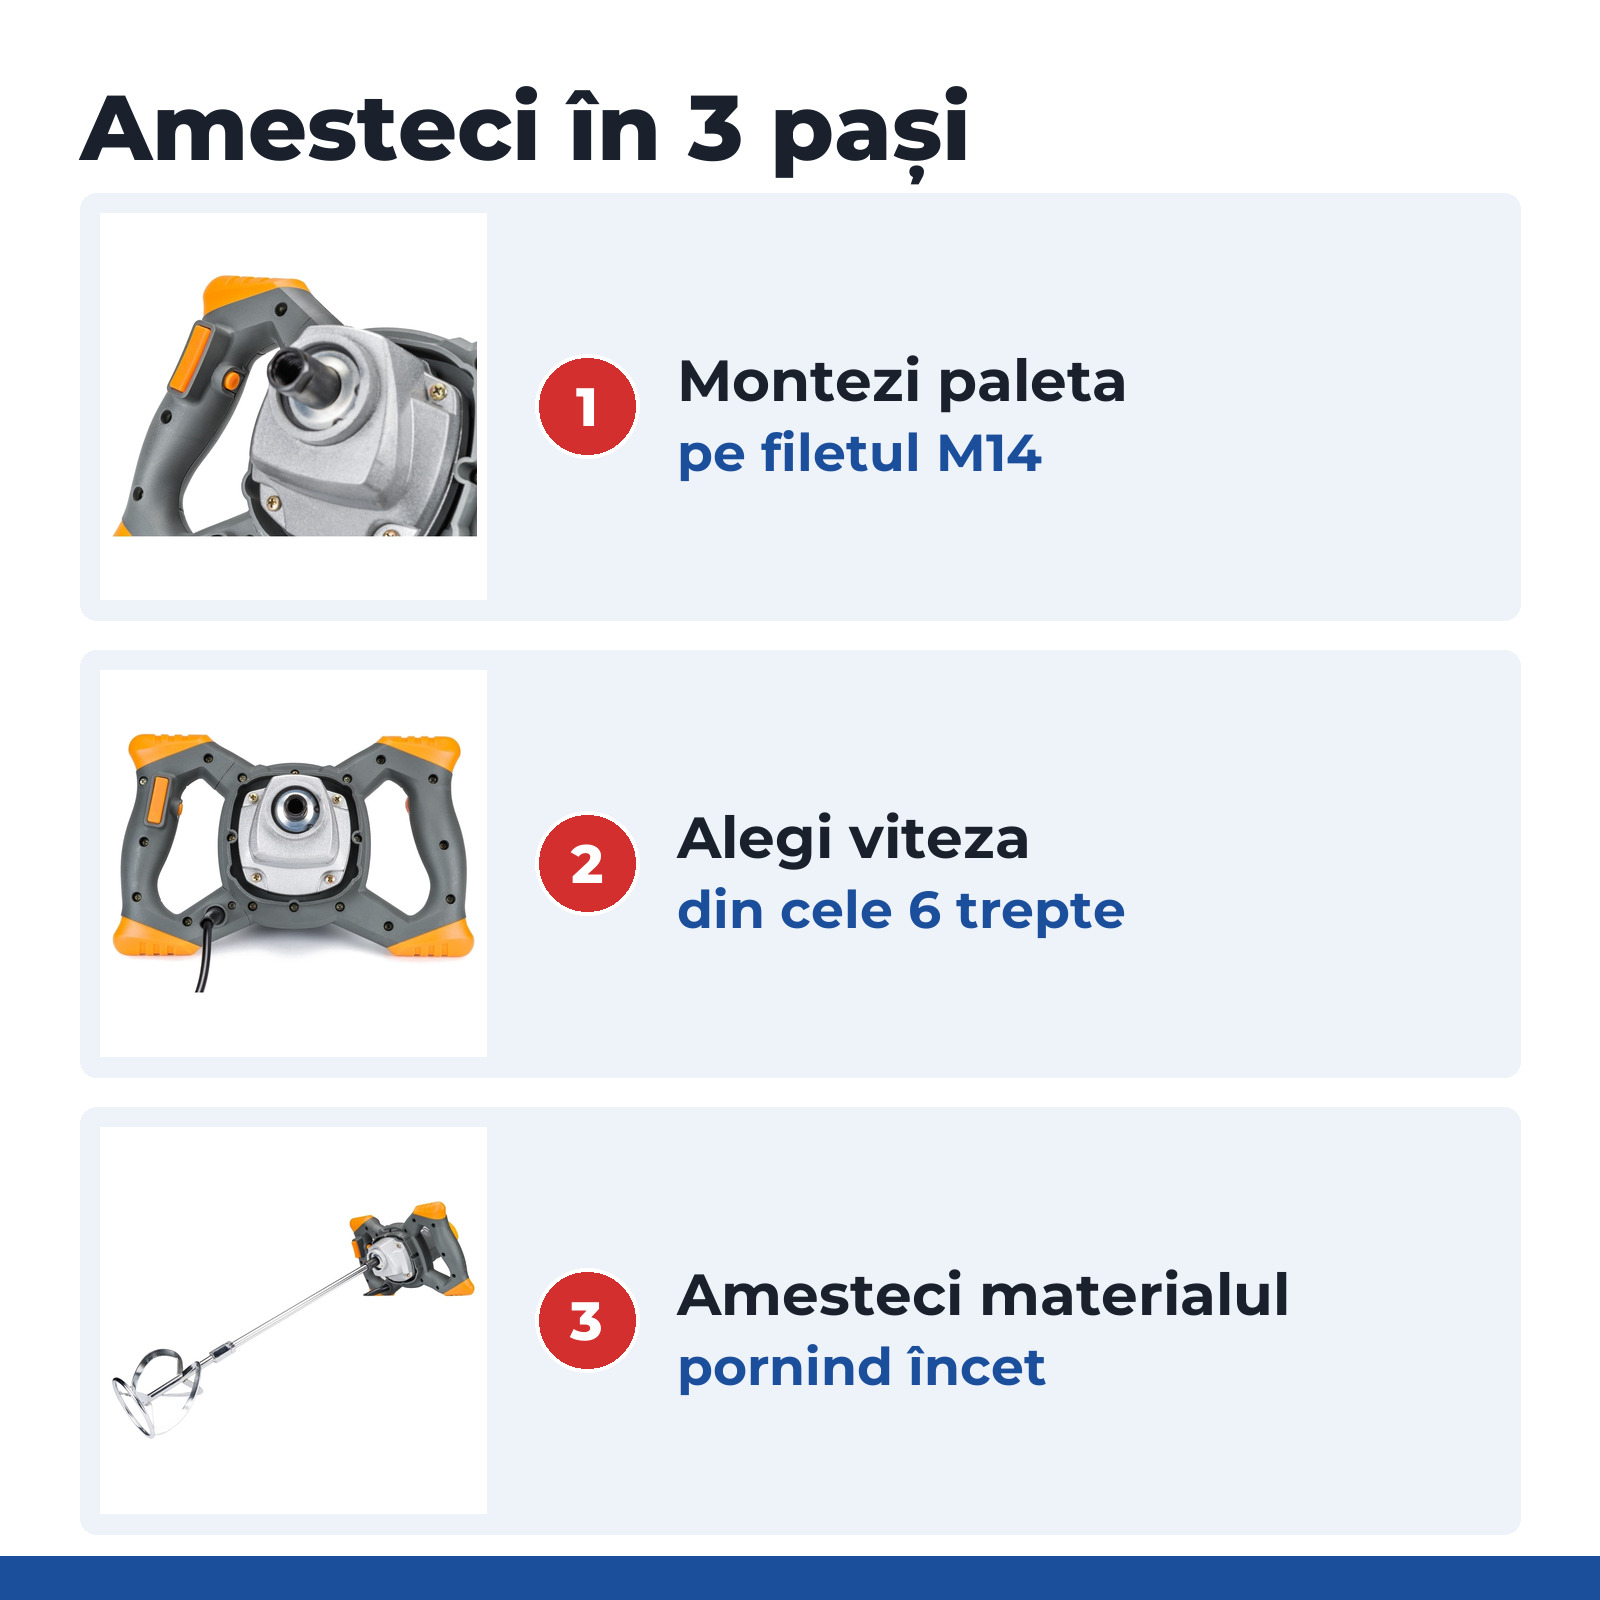 Amesteci în 3 pași
1
Montezi paleta
pe filetul M14
2
Alegi viteza
din cele 6 trepte
3
Amesteci materialul
pornind încet